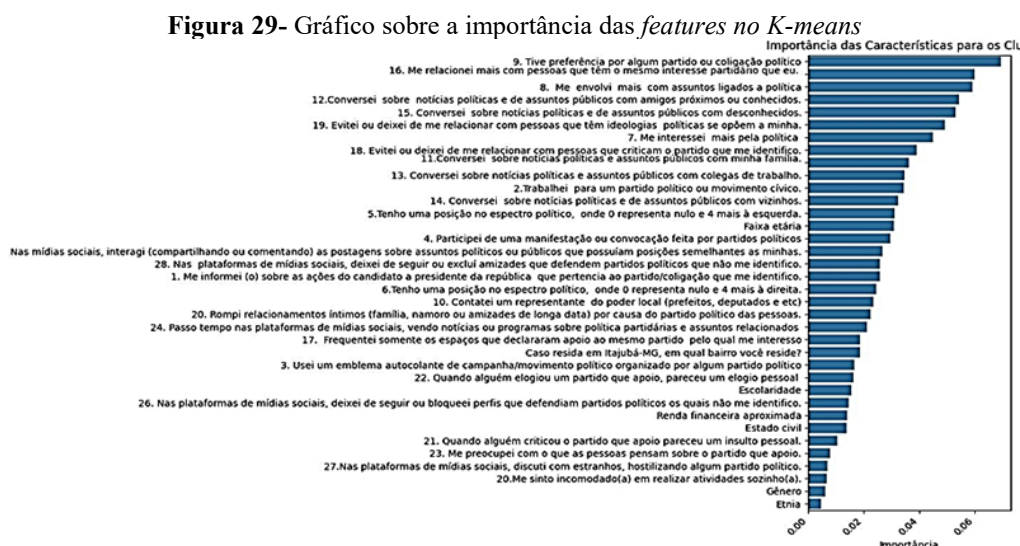 Figura 29- Gráfico sobre a importância das features no K-means
Importância das Características para os Clu
9. Tive preferência por algum partido ou coligação político
16. Me relacionei mais com pessoas que têm o mesmo interesse partidário que eu.
8. Me envolvi mais com assuntos ligados a política
12.Conversei sobre notícias políticas e de assuntos públicos com amigos próximos ou conhecidos.
15. Conversei sobre notícias políticas e de assuntos públicos com desconhecidos.
19. Evitei ou deixei de me relacionar com pessoas que têm ideologias políticas se opõem a minha.
7. Me interessei mais pela política
18. Evitei ou deixei de me relacionar com pessoas que criticam o partido que me identifico.
11.Conversei sobre notícias políticas e assuntos públicos com minha família.
13. Conversei sobre notícias políticas e assuntos públicos com colegas de trabalho.
2.Trabalhei para um partido político ou movimento cívico.
14. Conversei sobre notícias políticas e de assuntos públicos com vizinhos.
5.Tenho uma posição no espectro político, onde 0 representa nulo e 4 mais à esquerda.
Faixa etária
4. Participei de uma manifestação ou convocação feita por partidos políticos
Nas mídias sociais, interagi (compartilhando ou comentando) as postagens sobre assuntos políticos ou públicos que possuíam posições semelhantes as minhas.
28. Nas plataformas de mídias sociais, deixei de seguir ou excluí amizades que defendem partidos políticos que não me identifico.
1. Me informei (o) sobre as ações do candidato a presidente da república que pertencia ao partido/coligação que me identifico.
6.Tenho uma posição no espectro político, onde 0 representa nulo e 4 mais à direita.
10. Contatei um representante do poder local (prefeitos, deputados e etc)
20. Rompi relacionamentos íntimos (família, namoro ou amizades de longa data) por causa do partido político das pessoas.
24. Passo tempo nas plataformas de mídias sociais, vendo notícias ou programas sobre política partidárias e assuntos relacionados
17. Frequentei somente os espaços que declararam apoio ao mesmo partido pelo qual me interesso
Caso resida em Itajubá-MG, em qual bairro você reside?
3. Usei um emblema autocolante de campanha/movimento político organizado por algum partido político
22. Quando alguém elogiou um partido que apoio, pareceu um elogio pessoal
Escolaridade
26. Nas plataformas de mídias sociais, deixei de seguir ou bloqueei perfis que defendiam partidos políticos os quais não me identifico.
Renda financeira aproximada
Estado civil
21. Quando alguém criticou o partido que apoio pareceu um insulto pessoal.
23. Me preocupei com o que as pessoas pensam sobre o partido que apoio.
27.Nas plataformas de mídias sociais, discuti com estranhos, hostilizando algum partido político.
20.Me sinto incomodado(a) em realizar atividades sozinho(a).
Gênero
Etnia
0.00 0.02 0.04 0.06
Importância